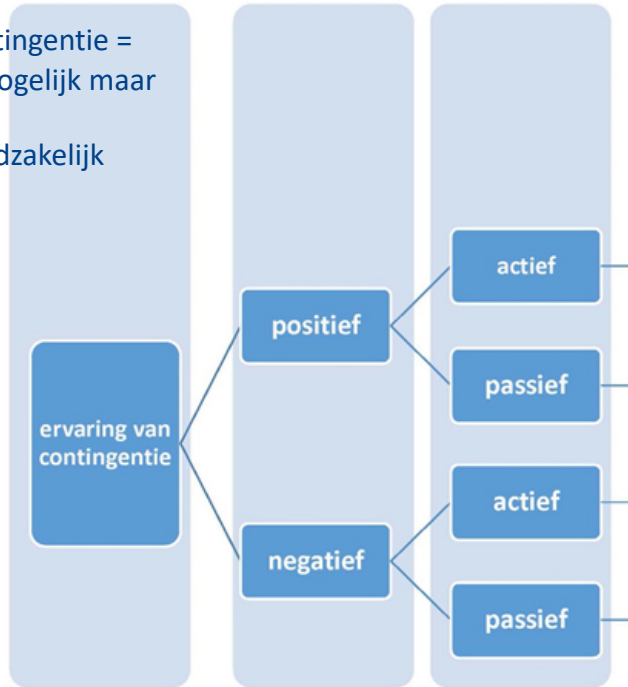 tingentie =
ogelijk maar
dzakelijk
actief
positief
passief
ervaring van
contingentie
actief
negatief
passief